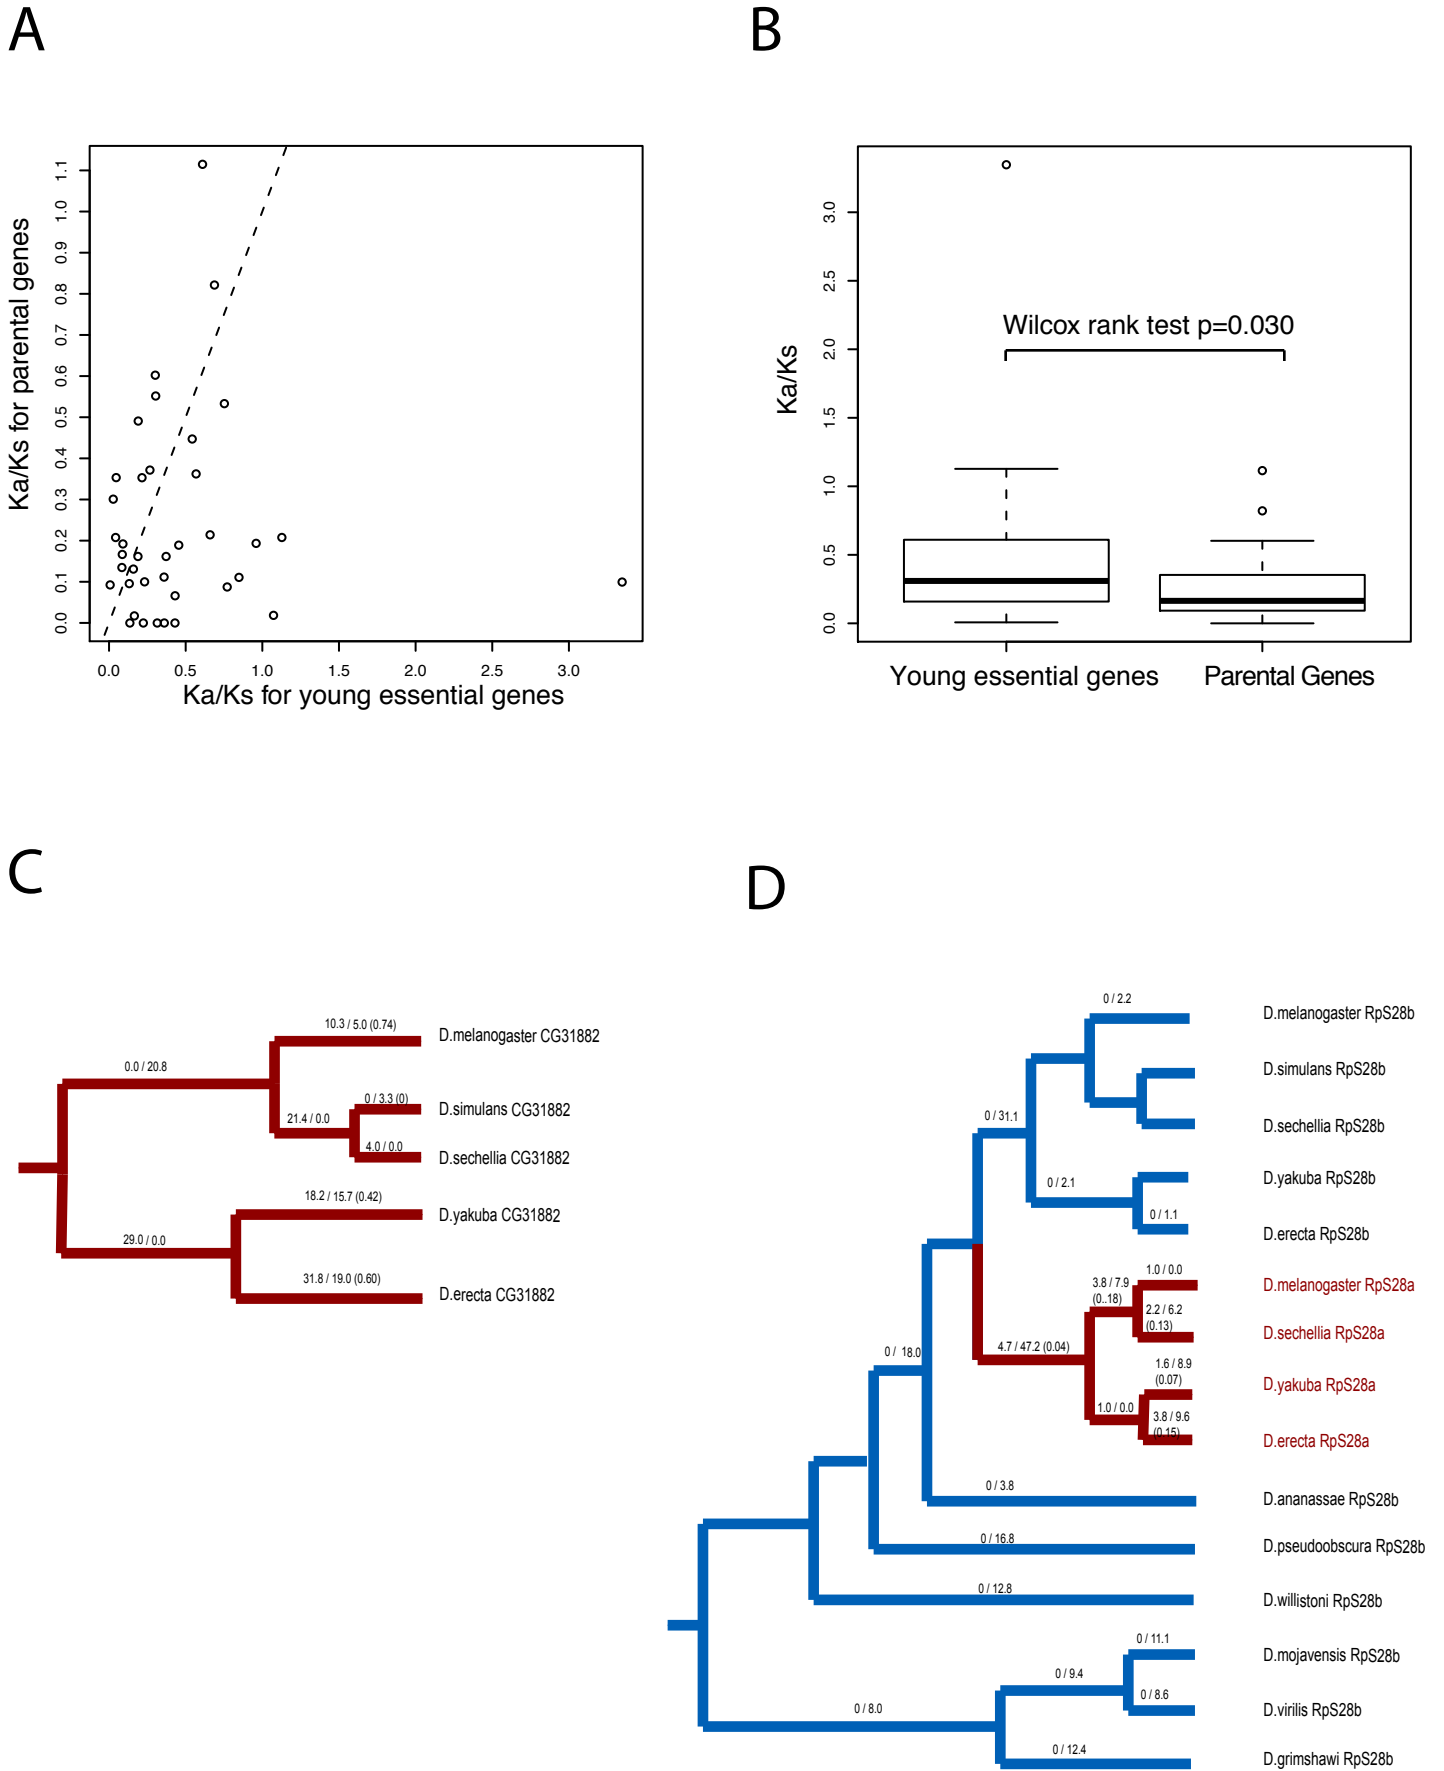 A
B
1.1
1.0
0.9
0.8
0.7
0.6
0.5
0.4
0.3
0.2
0.1
0.0
Ka/Ks for parental genes
0.0 0.5 1.0 1.5 2.0 2.5 3.0
Ka/Ks for young essential genes
3.0
2.5
2.0
1.5
1.0
0.5
0.0
Ka/Ks
Wilcox rank test p=0.030
Young essential genes Parental Genes
C
10.3 / 5.0 (0.74)
D.melanogaster CG31882
0.0 / 20.8
0 / 3.3 (0)
D.simulans CG31882
21.4 / 0.0
4.0 / 0.0
D.sechellia CG31882
18.2 / 15.7 (0.42)
D.yakuba CG31882
29.0 / 0.0
31.8 / 19.0 (0.60)
D.erecta CG31882
D
0 / 2.2
D.melanogaster RpS28b
D.simulans RpS28b
0 / 31.1
D.sechellia RpS28b
0 / 2.1
D.yakuba RpS28b
0 / 1.1
D.erecta RpS28b
1.0 / 0.0
D.melanogaster RpS28a
3.8 / 7.9
(0..18)
2.2 / 6.2
(0.13)
D.sechellia RpS28a
0 / 18.0
4.7 / 47.2 (0.04)
1.6 / 8.9
(0.07)
D.yakuba RpS28a
1.0 / 0.0
3.8 / 9.6
(0.15)
D.erecta RpS28a
0 / 3.8
D.ananassae RpS28b
0 / 16.8
D.pseudoobscura RpS28b
0 / 12.8
D.willistoni RpS28b
0 / 11.1
D.mojavensis RpS28b
0 / 9.4
0 / 8.6
D.virilis RpS28b
0 / 8.0
0 / 12.4
D.grimshawi RpS28b